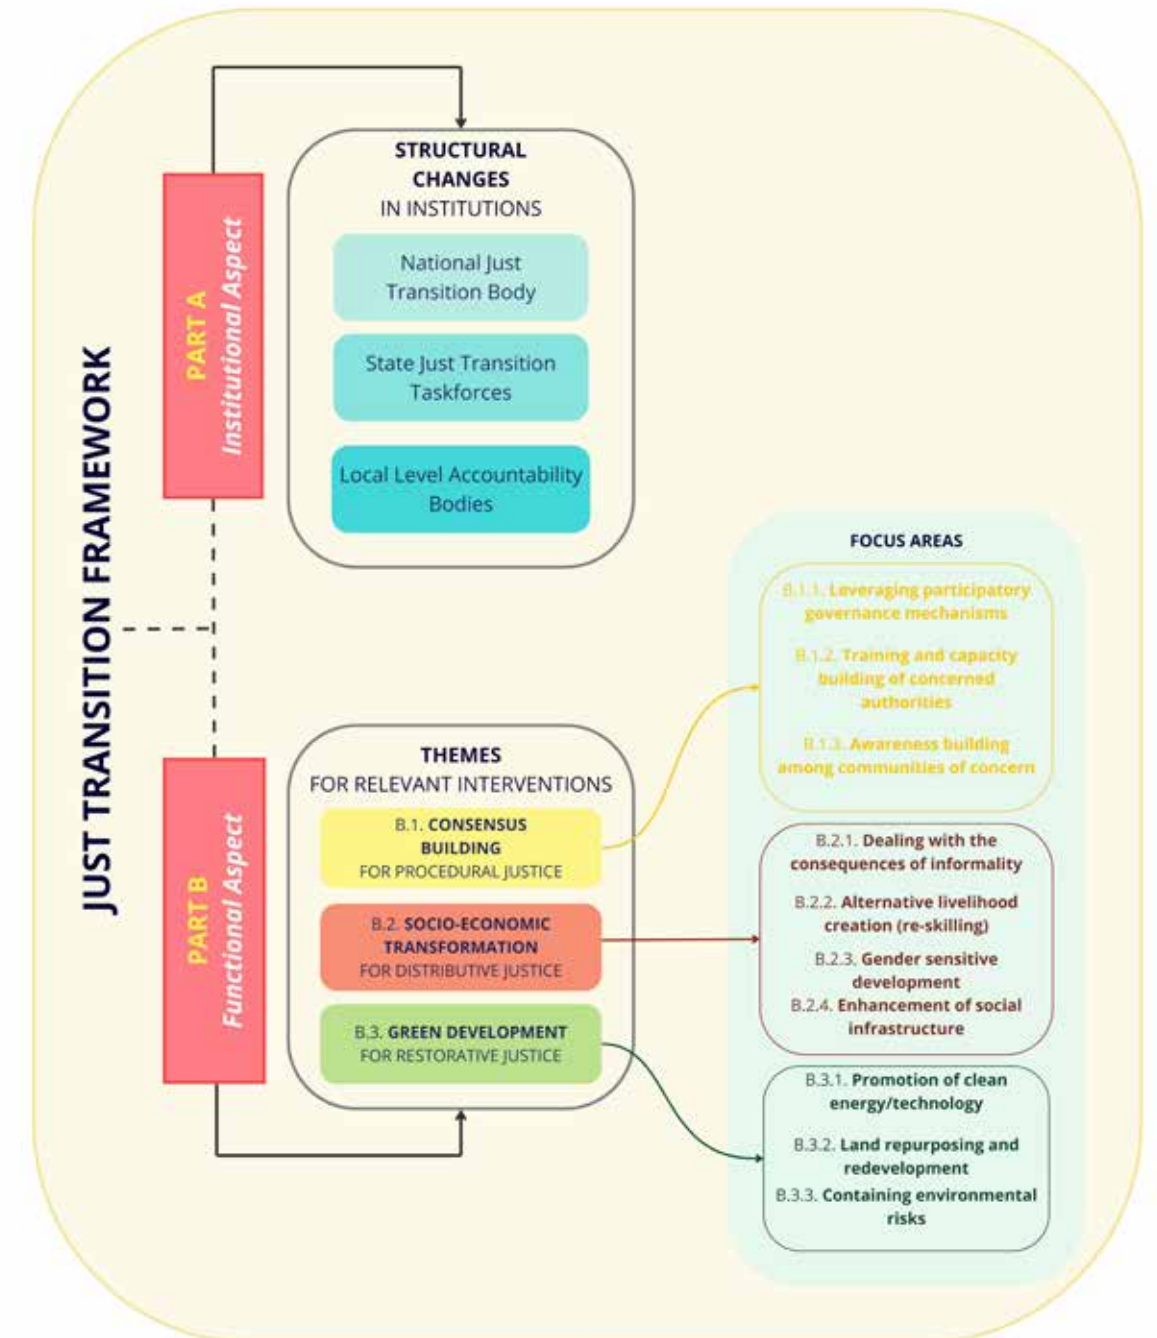 JUST TRANSITION FRAMEWORK
PART A
Institutional Aspect
STRUCTURAL
CHANGES
IN INSTITUTIONS
National Just
Transition Body
State Just Transition
Taskforces
Local Level Accountability
Bodies
PART B
Functional Aspect
THEMES
FOR RELEVANT INTERVENTIONS
B.1. CONSENSUS
BUILDING
FOR PROCEDURAL JUSTICE
B.2. SOCIO-ECONOMIC
TRANSFORMATION
FOR DISTRIBUTIVE JUSTICE
B.3. GREEN DEVELOPMENT
FOR RESTORATIVE JUSTICE
FOCUS AREAS
B.1.1. Leveraging participatory
governance mechanisms
B.1.2. Training and capacity
building of concerned
authorities
B.1.3. Awareness building
among communities of concern
B.2.1. Dealing with the
consequences of informality
B.2.2. Alternative livelihood
creation (re-skilling)
B.2.3. Gender sensitive
development
B.2.4. Enhancement of social
infrastructure
B.3.1. Promotion of clean
energy/technology
B.3.2. Land repurposing and
redevelopment
B.3.3. Containing environmental
risks